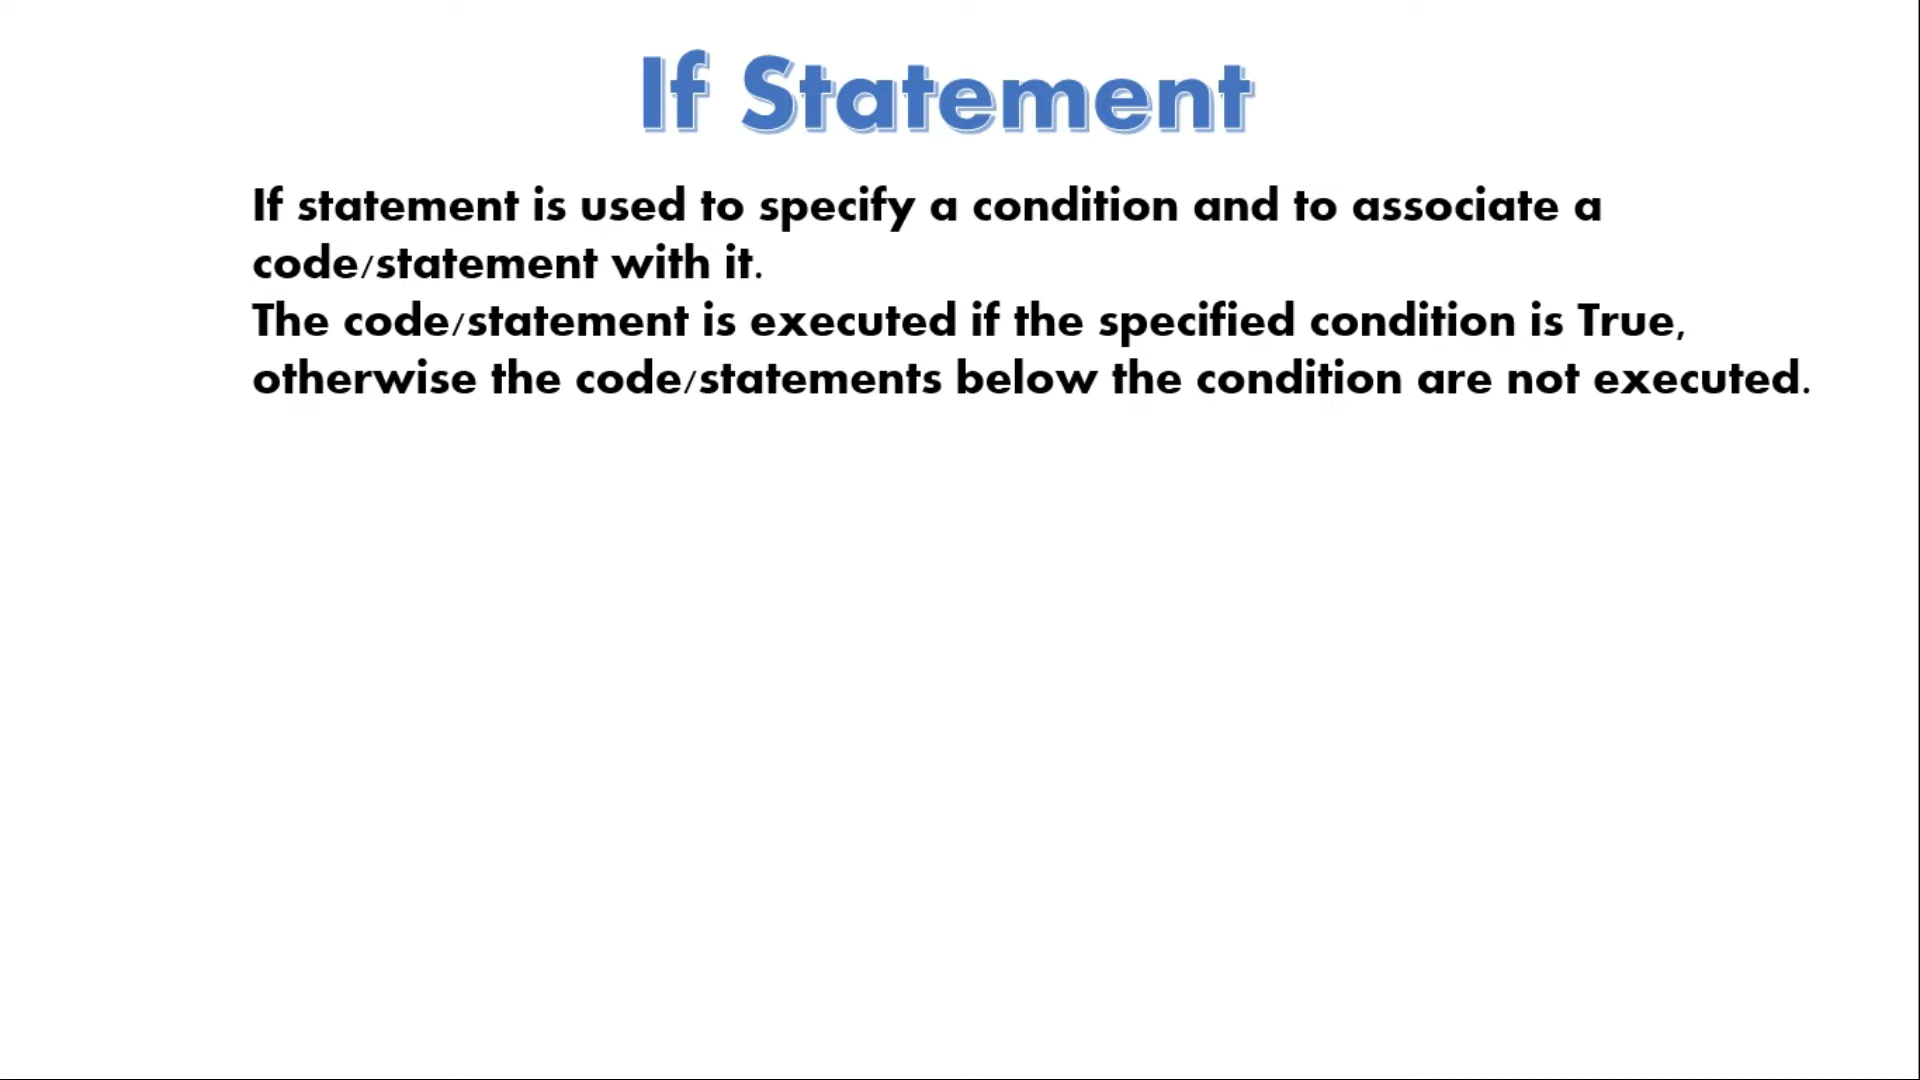 If Statement
If statement is used to specify a condition and to associate a
code/statement with it.
The code/statement is executed if the specified condition is True,
otherwise the code/statements below the condition are not executed.